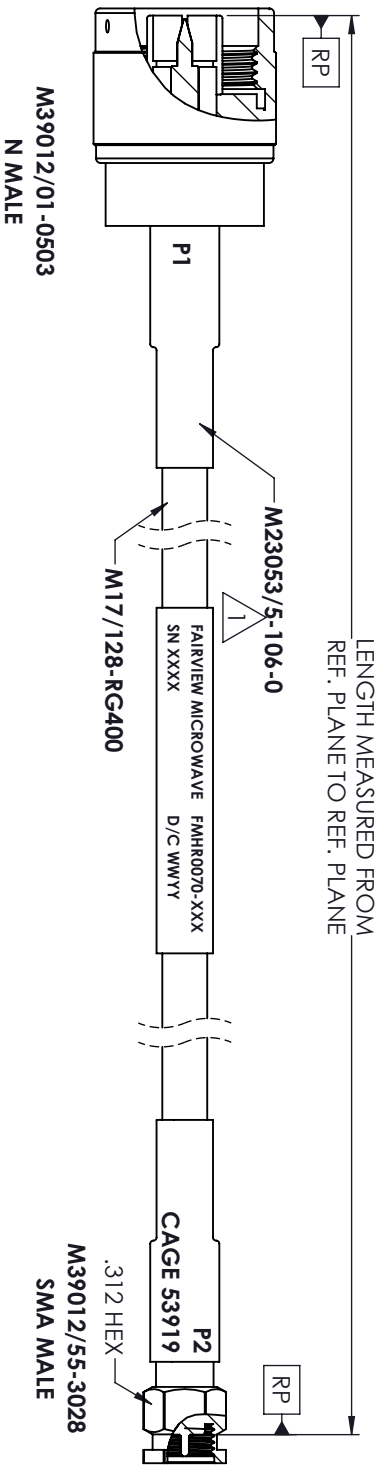 LENGTH MEASURED FROM
REF. PLANE TO REF. PLANE
RP
RP
M39012/01-0503
N MALE
P1
M23053/5-106-0
1
M17/128-RG400
FAIRVIEW MICROWAVE FMHR0070-XXX
SN XXXX D/C WWYY
P2
CAGE 53919
.312 HEX
M39012/55-3028
SMA MALE